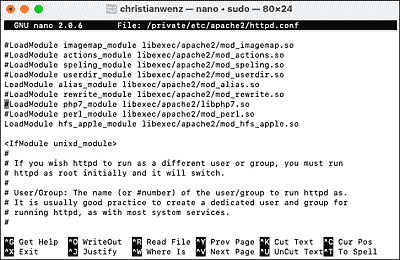 christianwenz — nano ◂ sudo — 80×24
GNU nano 2.0.6 File: /private/etc/apache2/httpd.conf
#LoadModule imagemap_module libexec/apache2/mod_imagemap.so
#LoadModule actions_module libexec/apache2/mod_actions.so
#LoadModule speling_module libexec/apache2/mod_speling.so
#LoadModule userdir_module libexec/apache2/mod_userdir.so
LoadModule alias_module libexec/apache2/mod_alias.so
#LoadModule rewrite_module libexec/apache2/mod_rewrite.so
#LoadModule php7_module libexec/apache2/libphp7.so
#LoadModule perl_module libexec/apache2/mod_perl.so
LoadModule hfs_apple_module libexec/apache2/mod_hfs_apple.so
<IfModule unixd_module>
#
# If you wish httpd to run as a different user or group, you must run
# httpd as root initially and it will switch.
#
# User/Group: The name (or #number) of the user/group to run httpd as.
# It is usually good practice to create a dedicated user and group for
# running httpd, as with most system services.
#
^G Get Help ^O WriteOut ^R Read File ^Y Prev Page ^K Cut Text ^C Cur Pos
^X Exit ^J Justify ^W Where Is ^V Next Page ^U UnCut Text ^T To Spell